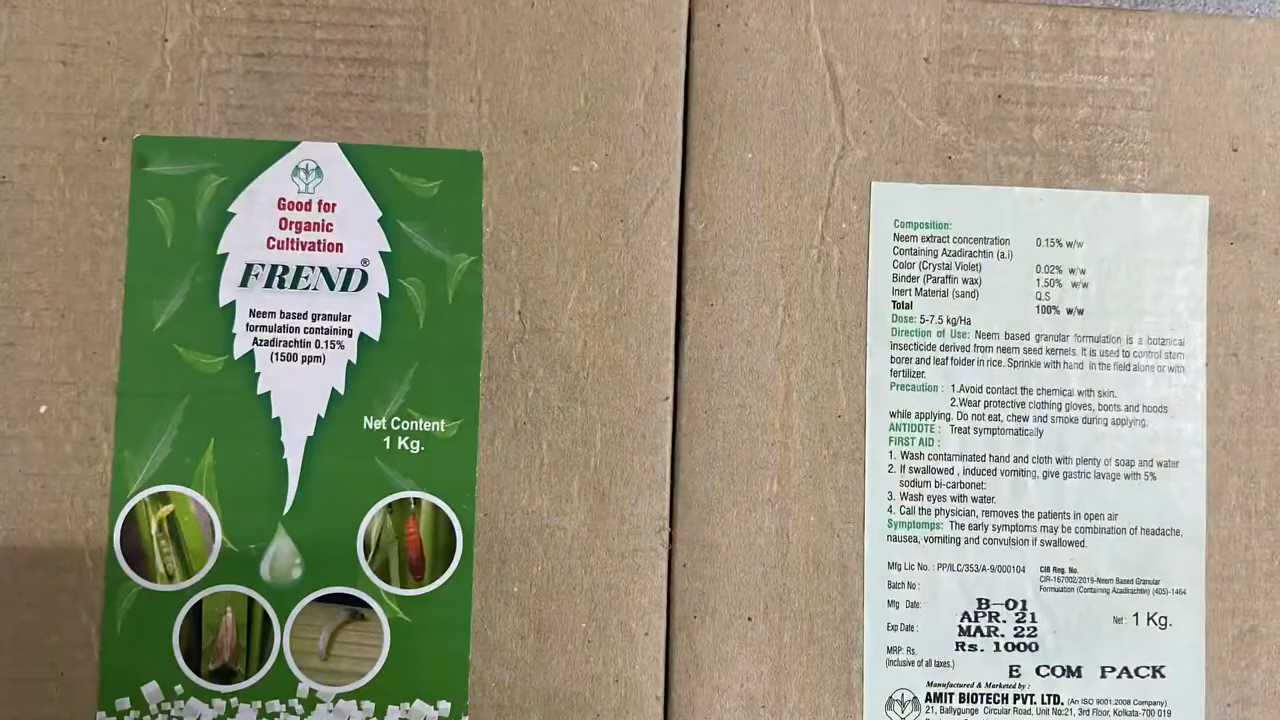 Good for
Organic
Cultivation
FREND®
Neem based granular
formulation containing
Azadirachtin 0.15%
(1500 ppm)
Net Content
1 Kg.
Composition:
Neem extract concentration 0.15% w/w
Containing Azadirachtin (a.i)
Color (Crystal Violet) 0.02% w/w
Binder (Paraffin wax) 1.50% w/w
Inert Material (sand) Q.S
Total 100% w/w
Dose: 5-7.5 kg/Ha
Direction of Use: Neem based granular formulation is a botanical
insecticide derived from neem seed kernels. It is used to control stem
borer and leaf folder in rice. Sprinkle with hand in the field alone or with
fertilizer.
Precaution : 1.Avoid contact the chemical with skin.
2.Wear protective clothing gloves, boots and hoods
while applying. Do not eat, chew and smoke during applying.
ANTIDOTE : Treat symptomatically
FIRST AID :
1. Wash contaminated hand and cloth with plenty of soap and water
2. If swallowed , induced vomiting, give gastric lavage with 5%
sodium bi-carbonet:
3. Wash eyes with water.
4. Call the physician, removes the patients in open air
Symptomps: The early symptoms may be combination of headache,
nausea, vomiting and convulsion if swallowed.
Mfg Lic No. : PP/ILC/353/A-9/000104
CIB Reg. No.
CIR-167002/2019-Neem Based Granular
Formulation (Containing Azadirachtin) (405)-1464
Batch No : B-01
Mfg Date: APR. 21
Exp Date : MAR. 22
Net : 1 Kg.
MRP: Rs. Rs. 1000
(Inclusive of all taxes.)
E COM PACK
Manufactured & Marketed by :
AMIT BIOTECH PVT. LTD. (An ISO 9001:2008 Company)
21, Ballygunge Circular Road, Unit No:21, 3rd Floor, Kolkata-700 019